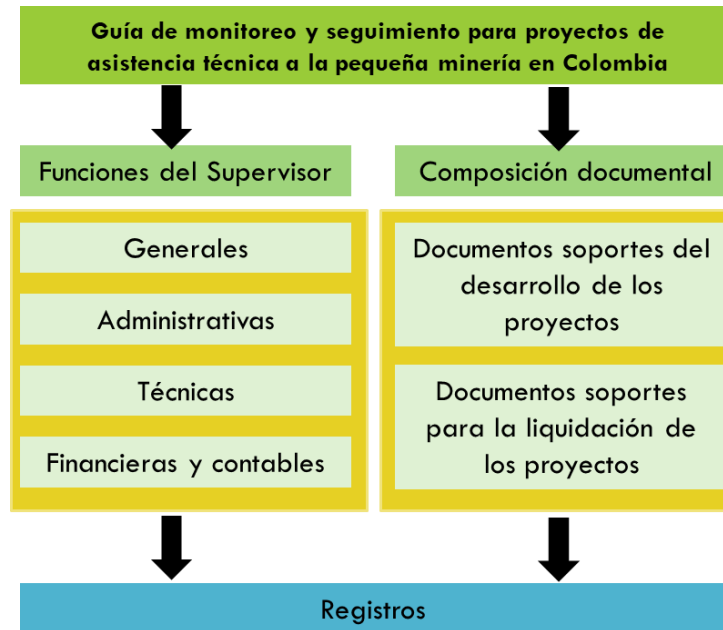 Guía de monitoreo y seguimiento para proyectos de
asistencia técnica a la pequeña minería en Colombia
Funciones del Supervisor
Generales
Administrativas
Técnicas
Financieras y contables
Composición documental
Documentos soportes del
desarrollo de los
proyectos
Documentos soportes
para la liquidación de
los proyectos
Registros